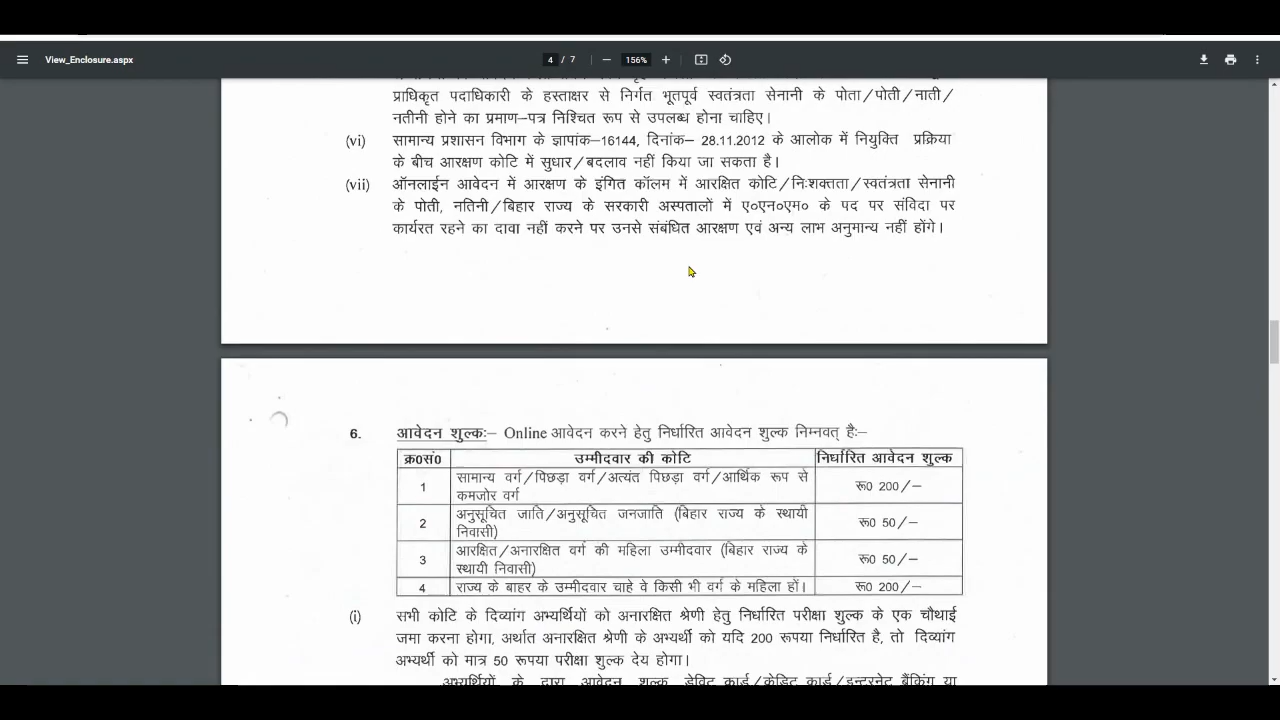 View_Enclosure.aspx
4 / 7
156%
प्राधिकृत पदाधिकारी के हस्ताक्षर से निर्गत भूतपूर्व स्वतंत्रता सेनानी के पोता/पोती/नाती/
नतीनी होने का प्रमाण–पत्र निश्चित रूप से उपलब्ध होना चाहिए।
(vi) सामान्य प्रशासन विभाग के ज्ञापांक–16144, दिनांक– 28.11.2012 के आलोक में नियुक्ति प्रक्रिया
के बीच आरक्षण कोटि में सुधार/बदलाव नहीं किया जा सकता है।
(vii) ऑनलाईन आवेदन में आरक्षण के इंगित कॉलम में आरक्षित कोटि/निःशक्तता/स्वतंत्रता सेनानी
के पोती, नतिनी/बिहार राज्य के सरकारी अस्पतालों में ए०एन०एम० के पद पर संविदा पर
कार्यरत रहने का दावा नहीं करने पर उनसे संबंधित आरक्षण एवं अन्य लाभ अनुमान्य नहीं होंगे।
6. आवेदन शुल्कः– Online आवेदन करने हेतु निर्धारित आवेदन शुल्क निम्नवत् हैः–
क्र0सं0 उम्मीदवार की कोटि निर्धारित आवेदन शुल्क
1 सामान्य वर्ग/पिछड़ा वर्ग/अत्यंत पिछड़ा वर्ग/आर्थिक रूप से
कमजोर वर्ग रू0 200/–
2 अनुसूचित जाति/अनुसूचित जनजाति (बिहार राज्य के स्थायी
निवासी) रू0 50/–
3 आरक्षित/अनारक्षित वर्ग की महिला उम्मीदवार (बिहार राज्य के
स्थायी निवासी) रू0 50/–
4 राज्य के बाहर के उम्मीदवार चाहे वे किसी भी वर्ग के महिला हों। रू0 200/–
(i) सभी कोटि के दिव्यांग अभ्यर्थियों को अनारक्षित श्रेणी हेतु निर्धारित परीक्षा शुल्क के एक चौथाई
जमा करना होगा, अर्थात अनारक्षित श्रेणी के अभ्यर्थी को यदि 200 रूपया निर्धारित है, तो दिव्यांग
अभ्यर्थी को मात्र 50 रूपया परीक्षा शुल्क देय होगा।
अभ्यर्थियों के द्वारा आवेदन शुल्क डेविट कार्ड/क्रेडिट कार्ड/इन्टरनेट बैंकिंग या